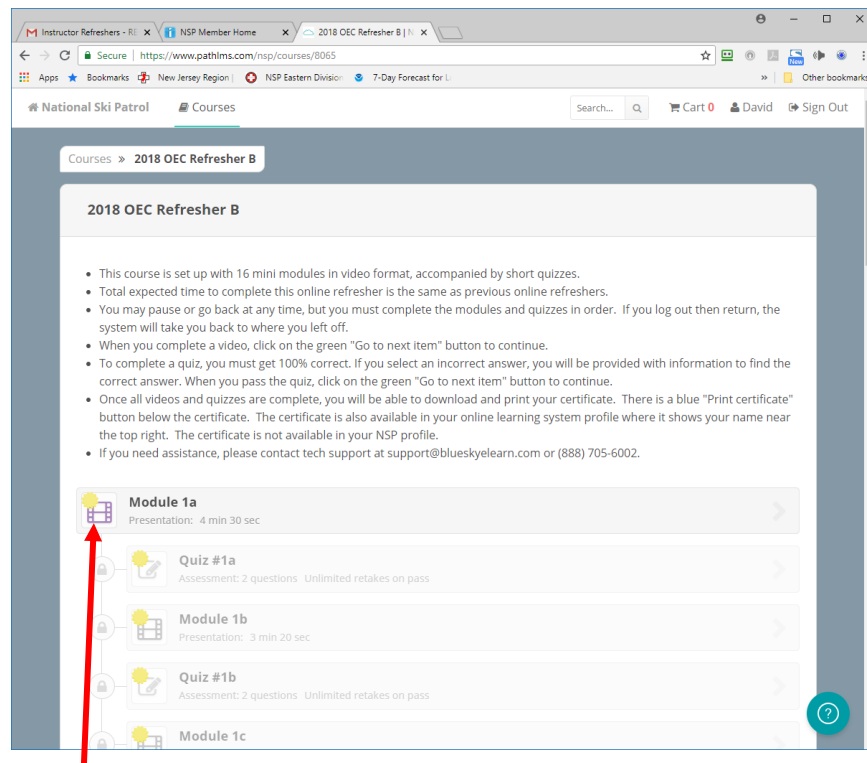 Instructor Refreshers - RE
NSP Member Home
2018 OEC Refresher B | N
Secure | https://www.pathlms.com/nsp/courses/8065
New
Apps Bookmarks New Jersey Region | NSP Eastern Division 7-Day Forecast for L » Other bookmarks
National Ski Patrol Courses Search... Cart 0 David Sign Out
Courses » 2018 OEC Refresher B
2018 OEC Refresher B
• This course is set up with 16 mini modules in video format, accompanied by short quizzes.
• Total expected time to complete this online refresher is the same as previous online refreshers.
• You may pause or go back at any time, but you must complete the modules and quizzes in order. If you log out then return, the
system will take you back to where you left off.
• When you complete a video, click on the green "Go to next item" button to continue.
• To complete a quiz, you must get 100% correct. If you select an incorrect answer, you will be provided with information to find the
correct answer. When you pass the quiz, click on the green "Go to next item" button to continue.
• Once all videos and quizzes are complete, you will be able to download and print your certificate. There is a blue "Print certificate"
button below the certificate. The certificate is also available in your online learning system profile where it shows your name near
the top right. The certificate is not available in your NSP profile.
• If you need assistance, please contact tech support at support@blueskyelearn.com or (888) 705-6002.
Module 1a
Presentation: 4 min 30 sec
Quiz #1a
Assessment: 2 questions Unlimited retakes on pass
Module 1b
Presentation: 3 min 20 sec
Quiz #1b
Assessment: 2 questions Unlimited retakes on pass
Module 1c